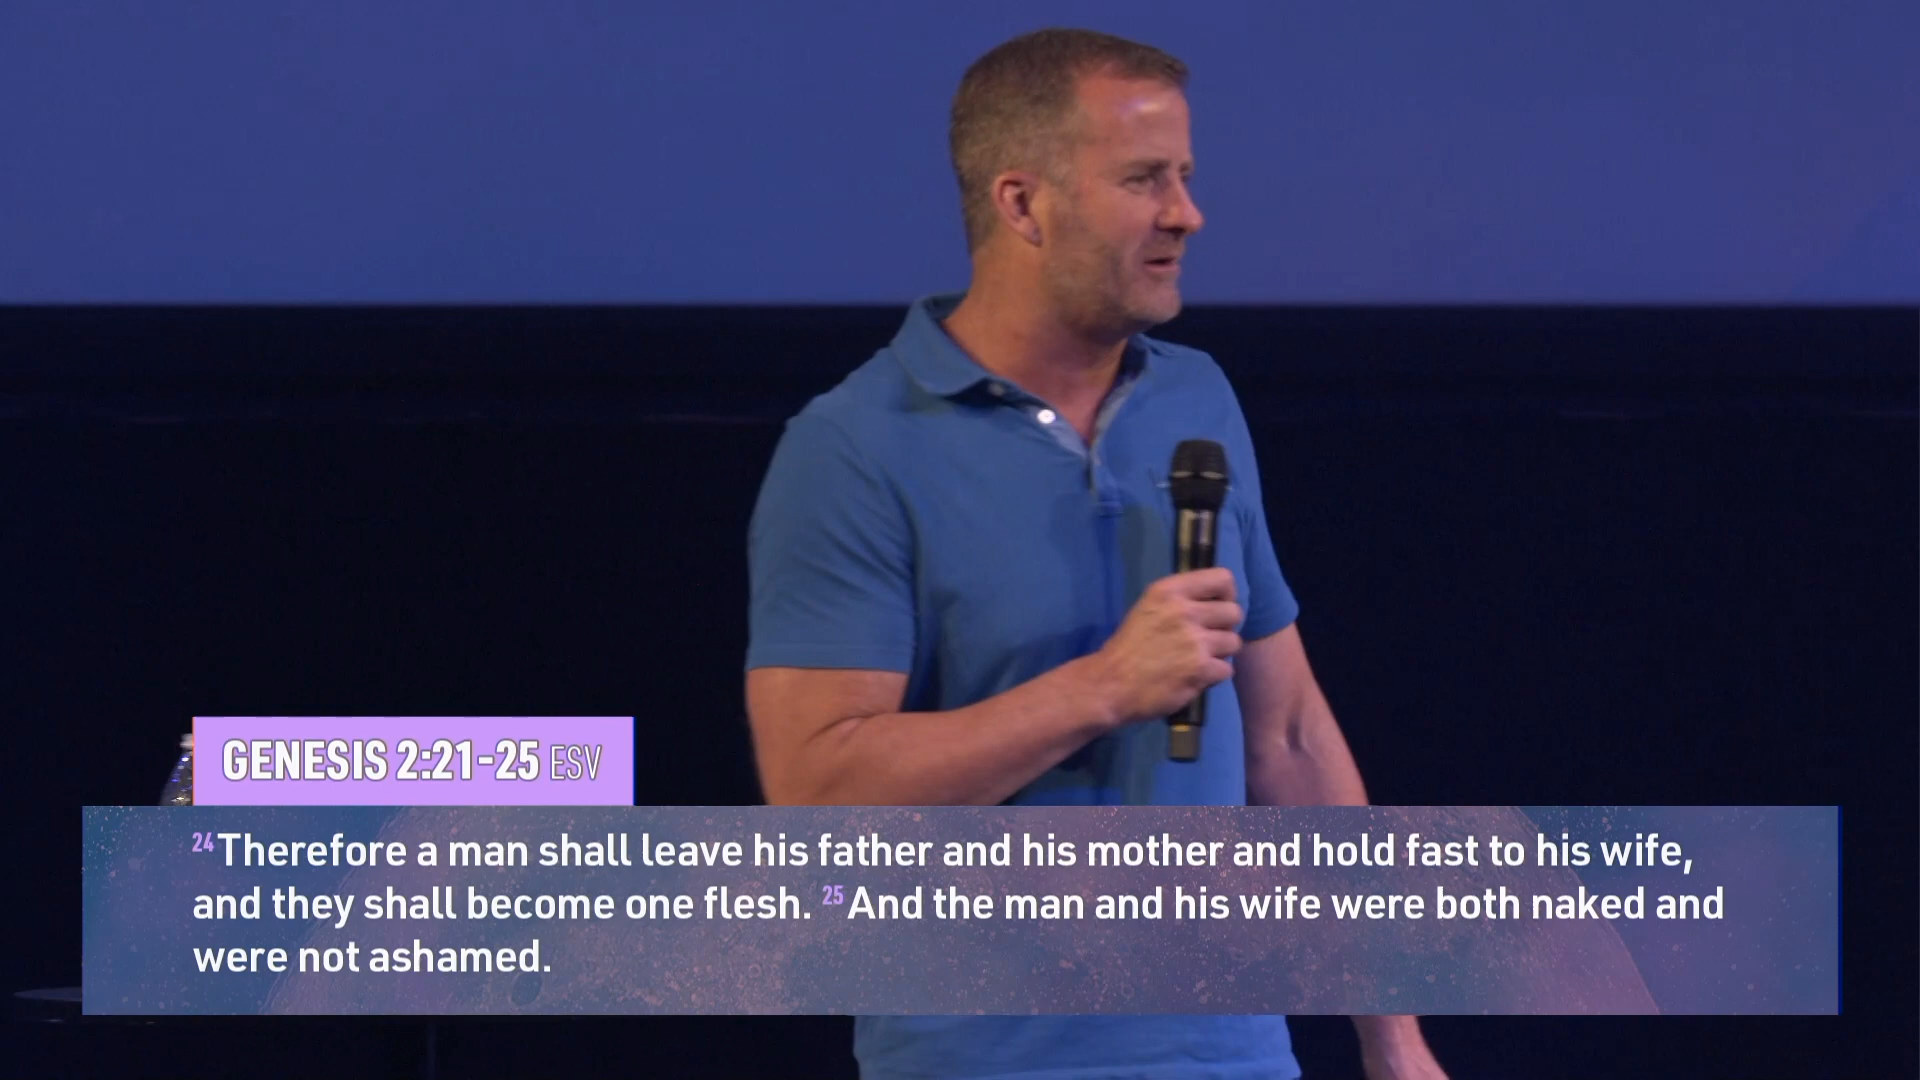 GENESIS 2:21-25 ESV
24Therefore a man shall leave his father and his mother and hold fast to his wife,
and they shall become one flesh. 25And the man and his wife were both naked and
were not ashamed.